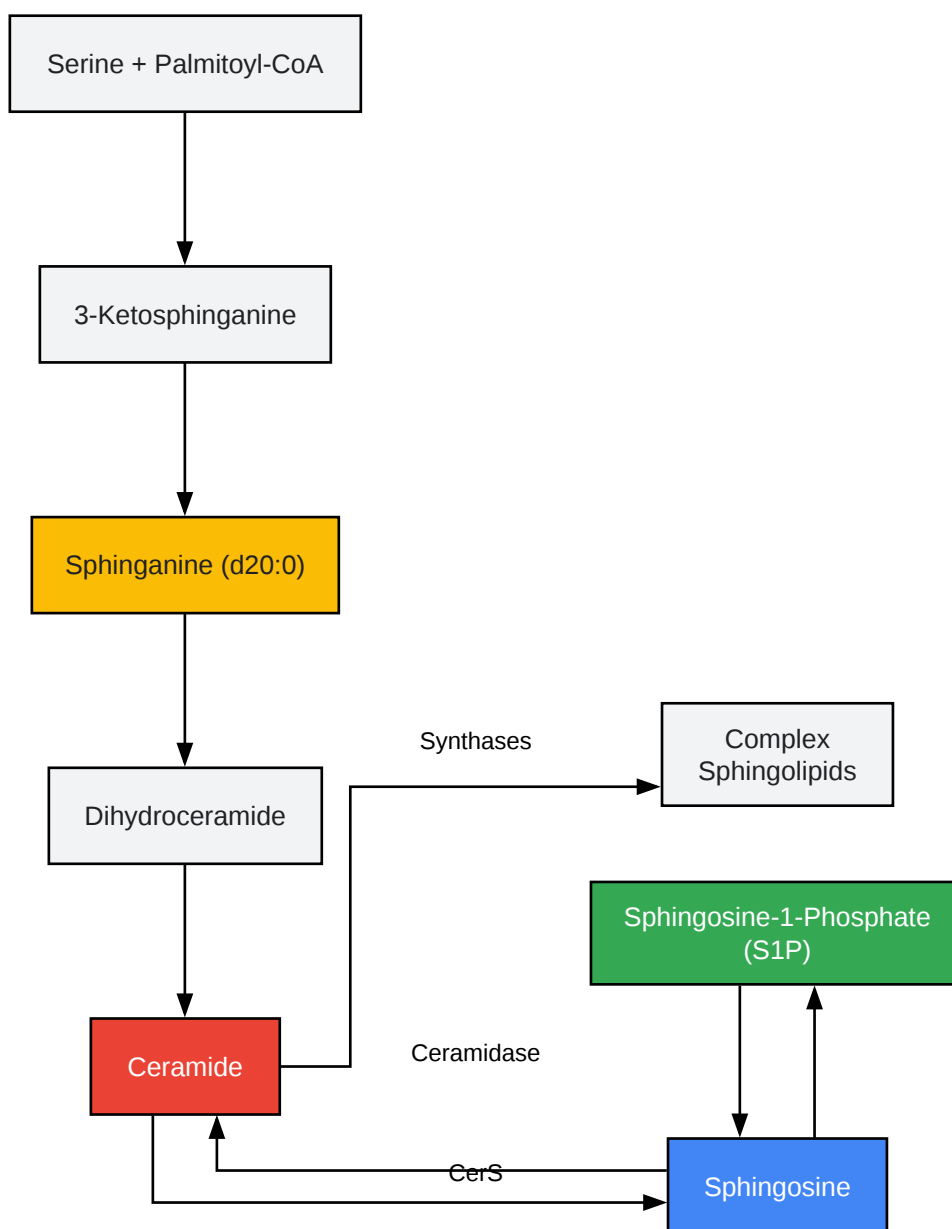 Serine + Palmitoyl-CoA
3-Ketosphinganine
Sphinganine (d20:0)
Synthases
Complex
Sphingolipids
Dihydroceramide
Sphingosine-1-Phosphate
(S1P)
Ceramidase
Ceramide
CerS
Sphingosine